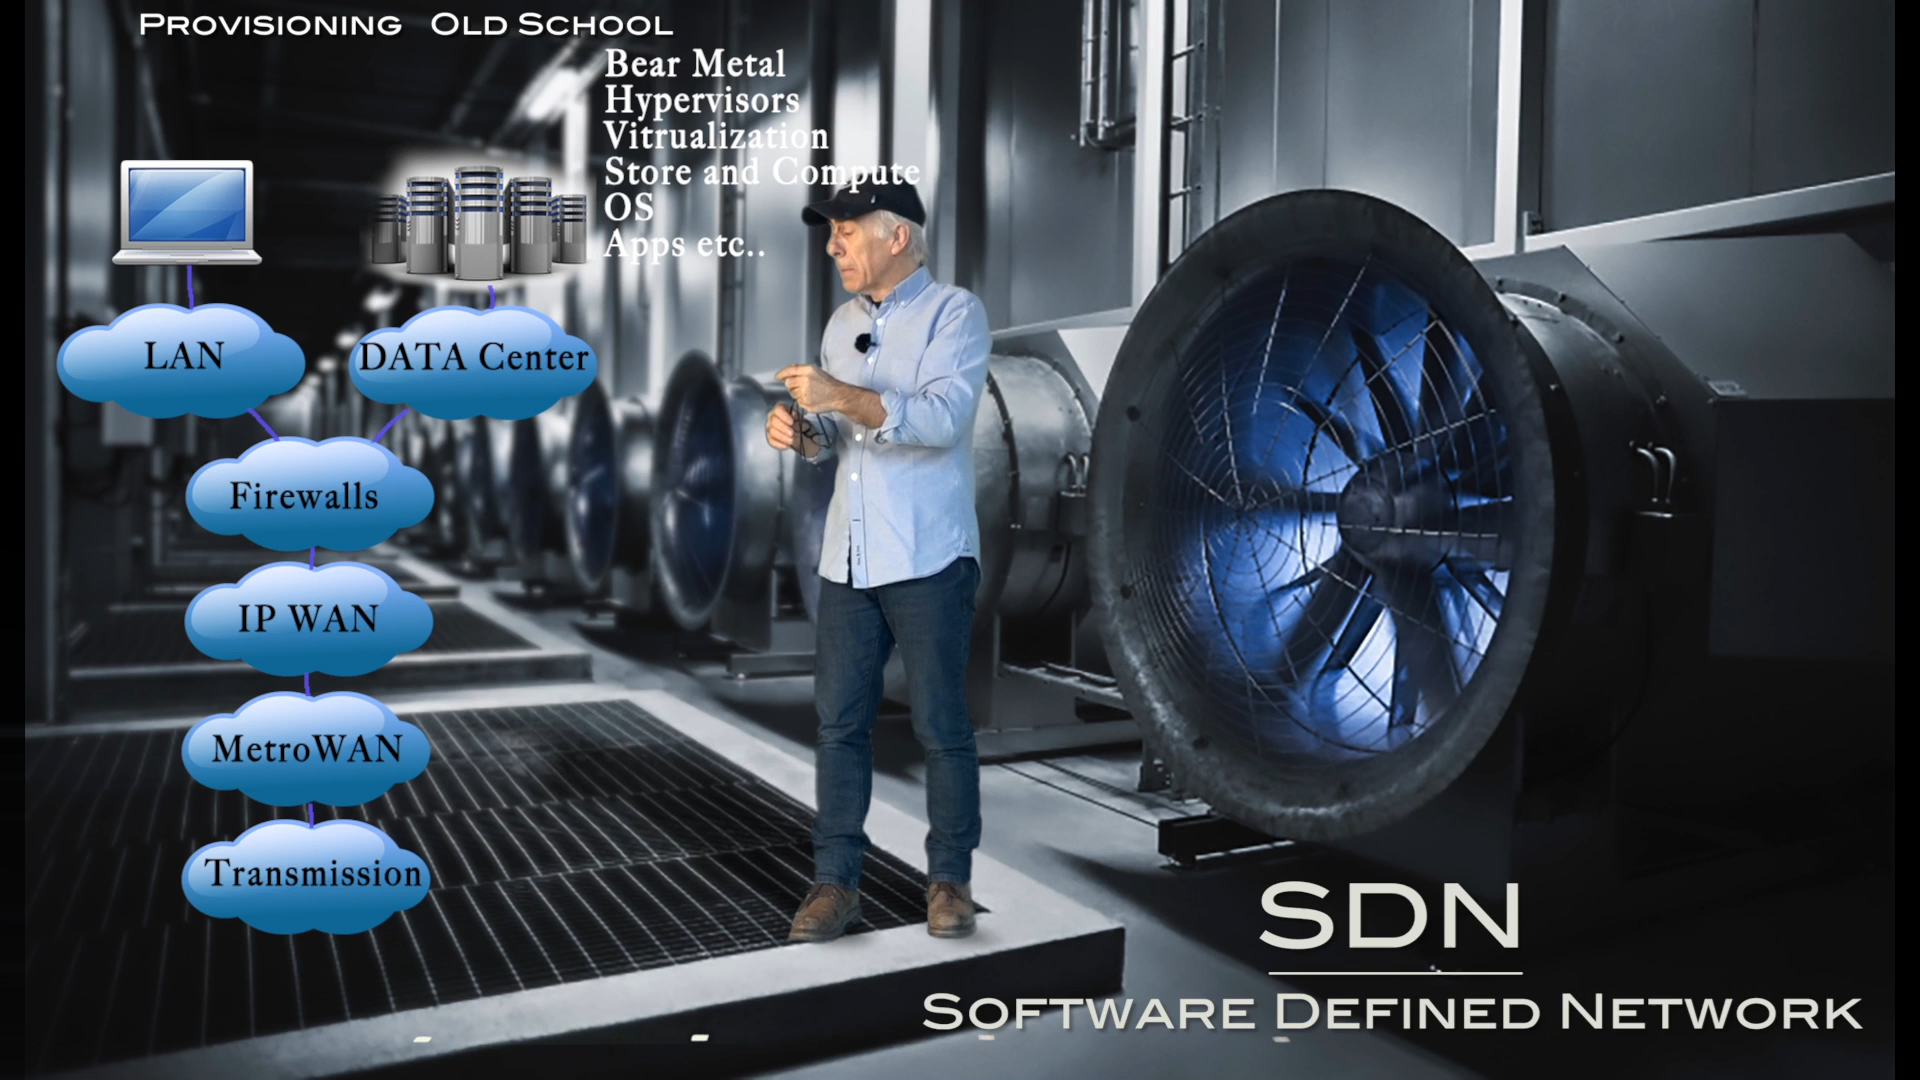 PROVISIONING OLD SCHOOL
Bear Metal
Hypervisors
Vitrualization
Store and Compute
OS
Apps etc..
LAN
DATA Center
Firewalls
IP WAN
MetroWAN
Transmission
SDN
SOFTWARE DEFINED NETWORK